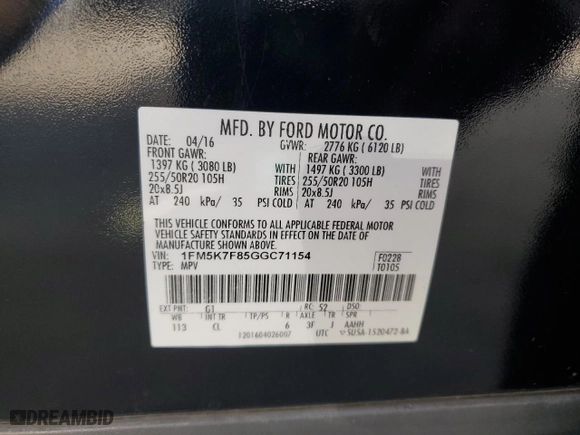 MFD. BY FORD MOTOR CO.
DATE: 04/16 GVWR: 2776 KG ( 6120 LB)
FRONT GAWR: REAR GAWR:
1397 KG ( 3080 LB) WITH 1497 KG ( 3300 LB) WITH
255/50R20 105H TIRES 255/50R20 105H TIRES
20x8.5J RIMS 20x8.5J RIMS
AT 240 kPa/ 35 PSI COLD AT 240 kPa/ 35 PSI COLD
THIS VEHICLE CONFORMS TO ALL APPLICABLE FEDERAL MOTOR
VEHICLE SAFETY STANDARDS IN EFFECT ON THE DATE OF
MANUFACTURE SHOWN ABOVE.
VIN: 1FM5K7F85GGC71154 F0228
TYPE: MPV T0105
EXT PNT: G1 RC: 52 DSO:
WB INT TR TP/PS R AXLE TR SPR
113 CL 6 3F J AAHN
1201604026007 UTC SU5A-1520472-BA
DREAMBID